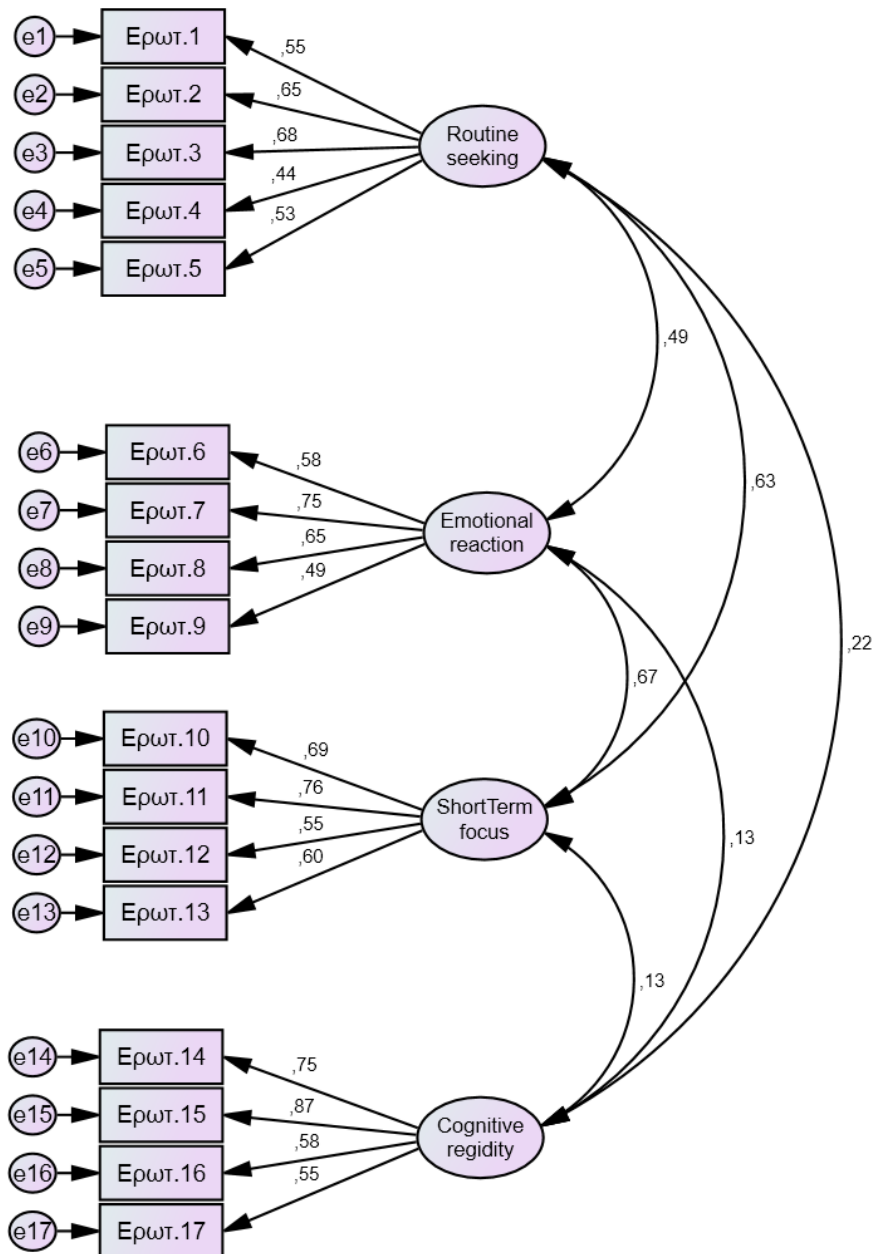 e1
Ερωτ.1
,55
e2
Ερωτ.2
,65
e3
Ερωτ.3
,68
e4
Ερωτ.4
,44
e5
Ερωτ.5
,53
Routine
seeking
,49
,63
,22
e6
Ερωτ.6
,58
e7
Ερωτ.7
,75
e8
Ερωτ.8
,65
e9
Ερωτ.9
,49
Emotional
reaction
,67
,13
e10
Ερωτ.10
,69
e11
Ερωτ.11
,76
e12
Ερωτ.12
,55
e13
Ερωτ.13
,60
ShortTerm
focus
,13
e14
Ερωτ.14
,75
e15
Ερωτ.15
,87
e16
Ερωτ.16
,58
e17
Ερωτ.17
,55
Cognitive
regidity